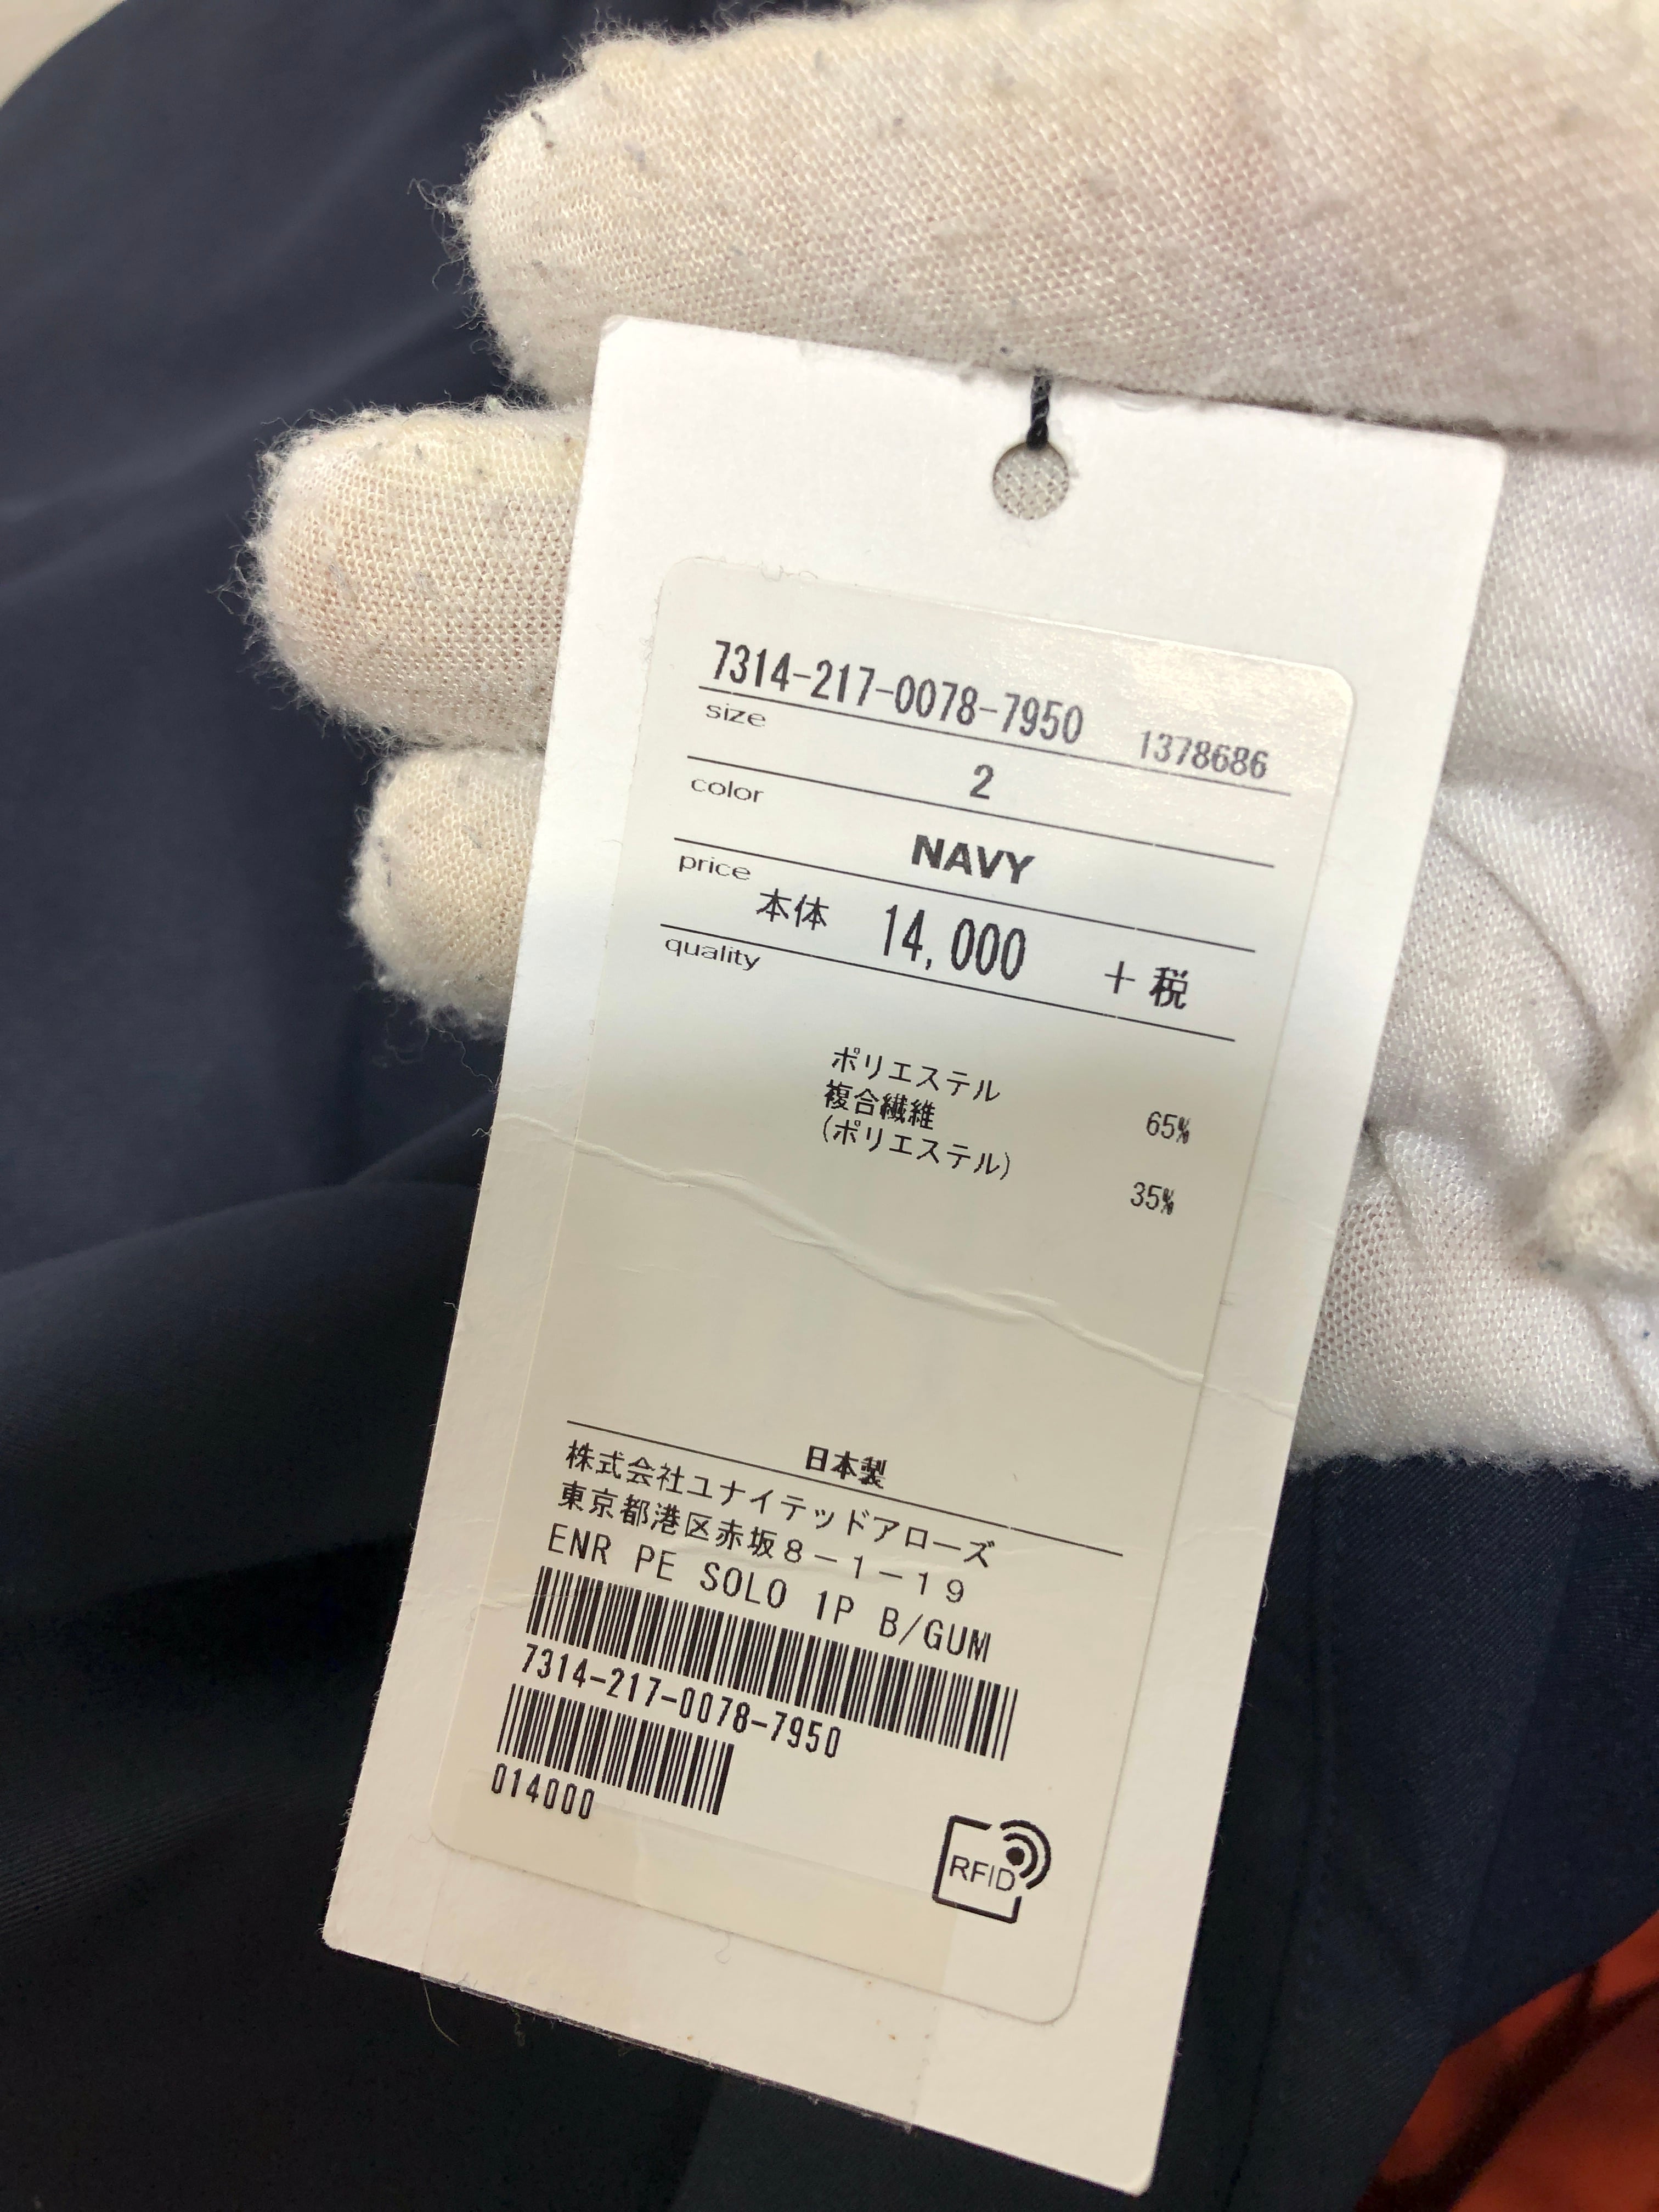 7314-217-0078-7950 1378686
size
2
color
NAVY
price
本体 14,000 +税
quality
ポリエステル
複合繊維 65%
(ポリエステル)
35%
日本製
株式会社ユナイテッドアローズ
東京都港区赤坂8-1-19
ENR PE SOLO 1P B/GUM
7314-217-0078-7950
014000
RFID